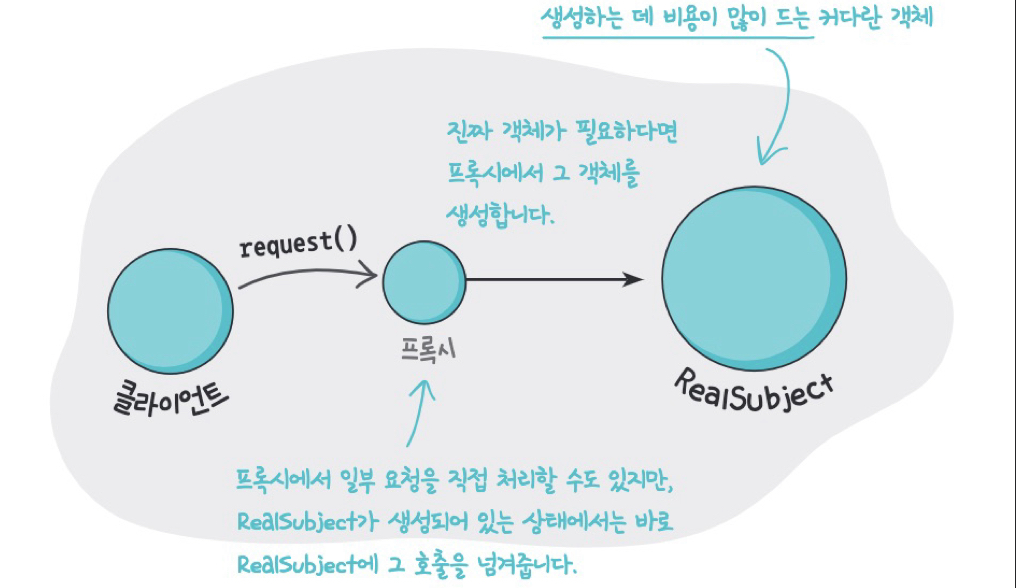 생성하는 데 비용이 많이 드는 커다란 객체
진짜 객체가 필요하다면
프록시에서 그 객체를
생성합니다.
request()
프록시
클라이언트
RealSubject
프록시에서 일부 요청을 직접 처리할 수도 있지만,
RealSubject가 생성되어 있는 상태에서는 바로
RealSubject에 그 호출을 넘겨줍니다.